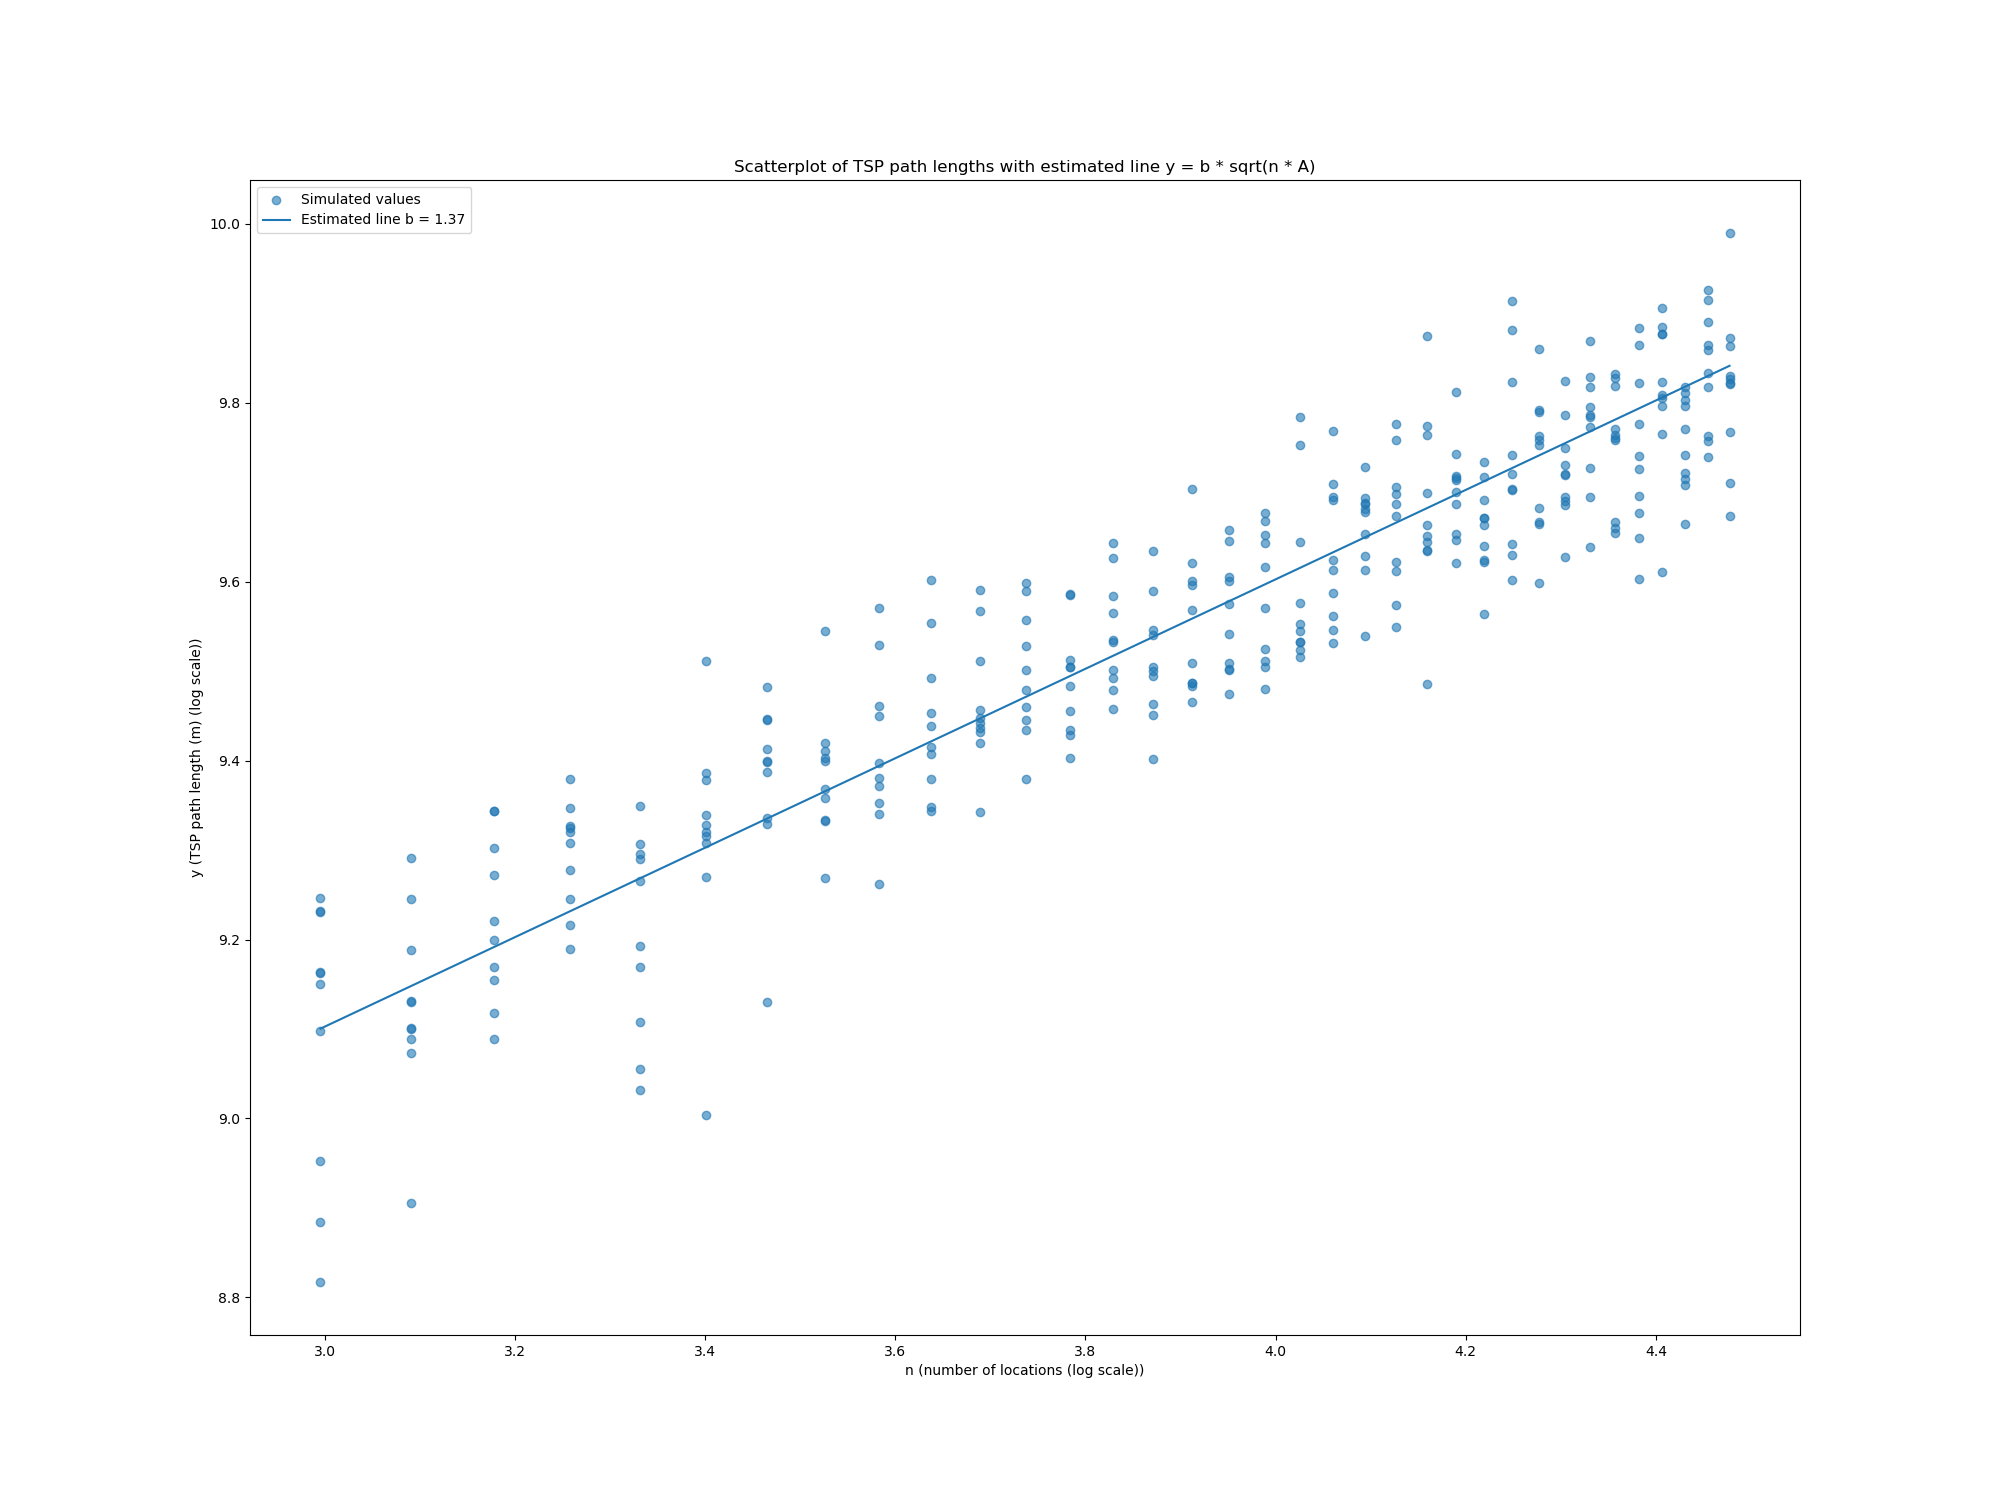 Scatterplot of TSP path lengths with estimated line y = b * sqrt(n * A)
Simulated values
Estimated line b = 1.37
10.0
9.8
9.6
9.4
9.2
9.0
8.8
y (TSP path length (m) (log scale))
3.0 3.2 3.4 3.6 3.8 4.0 4.2 4.4
n (number of locations (log scale))